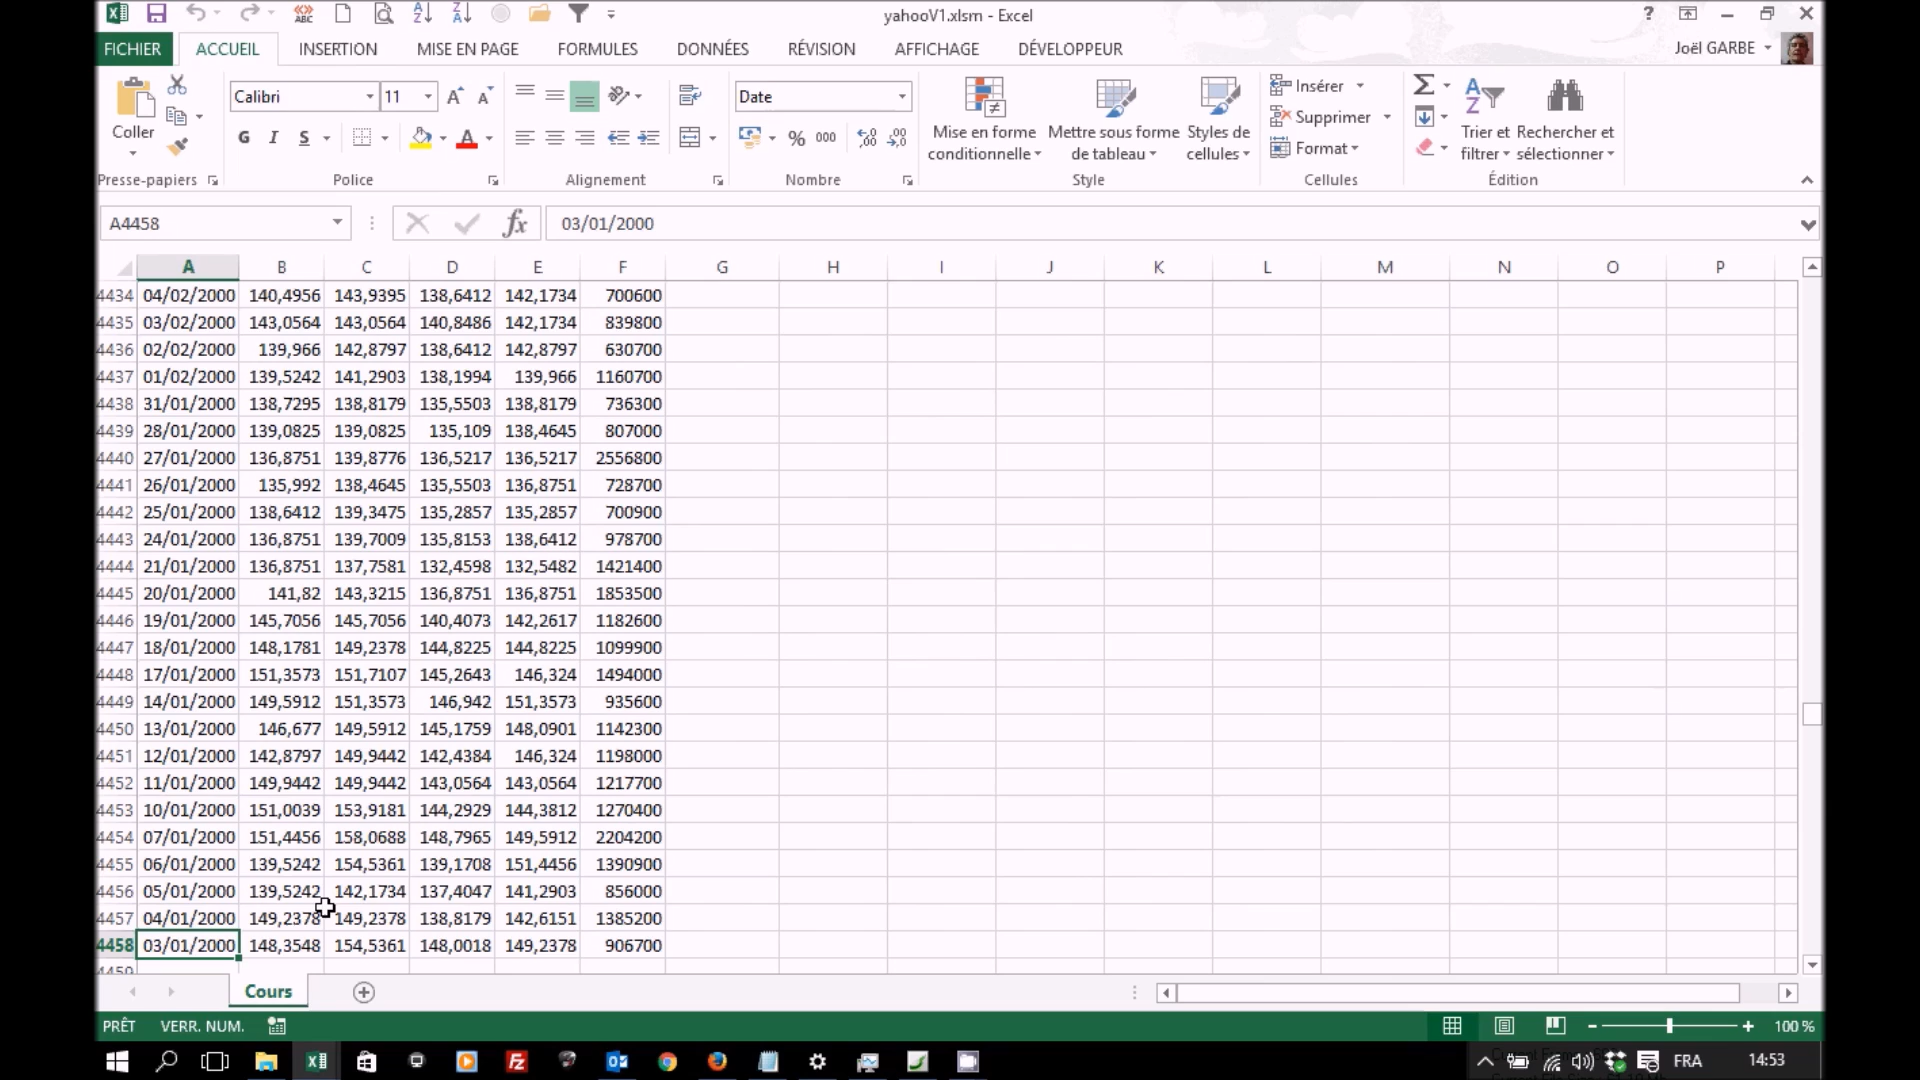 yahooV1.xlsm - Excel
FICHIER ACCUEIL INSERTION MISE EN PAGE FORMULES DONNÉES RÉVISION AFFICHAGE DÉVELOPPEUR Joël GARBE
Calibri 11 Date
Coller
G I S % 000
Mise en forme conditionnelle
Mettre sous forme de tableau
Styles de cellules
Insérer
Supprimer
Format
Trier et filtrer
Rechercher et sélectionner
Presse-papiers Police Alignement Nombre Style Cellules Édition
A4458 fx 03/01/2000
A B C D E F G H I J K L M N O P
4434 04/02/2000 140,4956 143,9395 138,6412 142,1734 700600
4435 03/02/2000 143,0564 143,0564 140,8486 142,1734 839800
4436 02/02/2000 139,966 142,8797 138,6412 142,8797 630700
4437 01/02/2000 139,5242 141,2903 138,1994 139,966 1160700
4438 31/01/2000 138,7295 138,8179 135,5503 138,8179 736300
4439 28/01/2000 139,0825 139,0825 135,109 138,4645 807000
4440 27/01/2000 136,8751 139,8776 136,5217 136,5217 2556800
4441 26/01/2000 135,992 138,4645 135,5503 136,8751 728700
4442 25/01/2000 138,6412 139,3475 135,2857 135,2857 700900
4443 24/01/2000 136,8751 139,7009 135,8153 138,6412 978700
4444 21/01/2000 136,8751 137,7581 132,4598 132,5482 1421400
4445 20/01/2000 141,82 143,3215 136,8751 136,8751 1853500
4446 19/01/2000 145,7056 145,7056 140,4073 142,2617 1182600
4447 18/01/2000 148,1781 149,2378 144,8225 144,8225 1099900
4448 17/01/2000 151,3573 151,7107 145,2643 146,324 1494000
4449 14/01/2000 149,5912 151,3573 146,942 151,3573 935600
4450 13/01/2000 146,677 149,5912 145,1759 148,0901 1142300
4451 12/01/2000 142,8797 149,9442 142,4384 146,324 1198000
4452 11/01/2000 149,9442 149,9442 143,0564 143,0564 1217700
4453 10/01/2000 151,0039 153,9181 144,2929 144,3812 1270400
4454 07/01/2000 151,4456 158,0688 148,7965 149,5912 2204200
4455 06/01/2000 139,5242 154,5361 139,1708 151,4456 1390900
4456 05/01/2000 139,5242 142,1734 137,4047 141,2903 856000
4457 04/01/2000 149,2378 149,2378 138,8179 142,6151 1385200
4458 03/01/2000 148,3548 154,5361 148,0018 149,2378 906700
4459
Cours
PRÊT VERR. NUM. 100 %
FRA 14:53